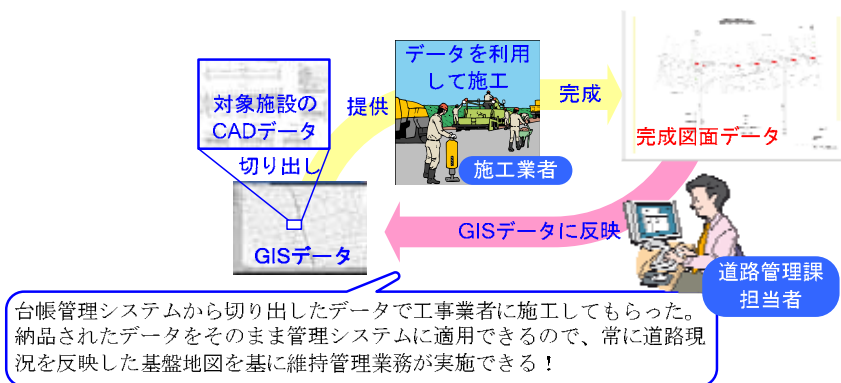 データを利用
して施工
対象施設の
CADデータ
提供
完成
切り出し
施工業者
完成図面データ
GISデータ
GISデータに反映
道路管理課
担当者
台帳管理システムから切り出したデータで工事業者に施工してもらった。
納品されたデータをそのまま管理システムに適用できるので、常に道路現
況を反映した基盤地図を基に維持管理業務が実施できる！